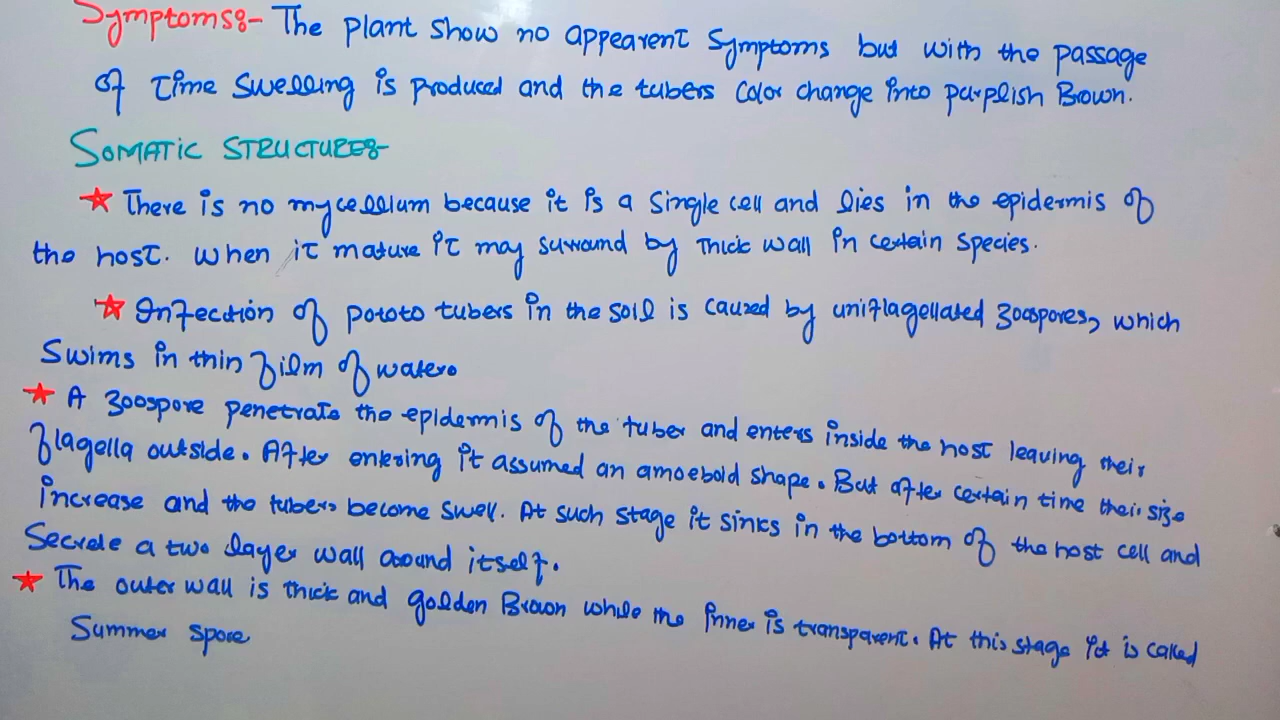 Symptoms:- The plant show no appearent symptoms but with the passage
of time swelling is produced and the tubers color change into purplish Brown.
SOMATIC STRUCTURES:-
★ There is no mycellium because it is a single cell and lies in the epidermis of
the host. When it mature it may surround by thick wall in certain species.
★ Infection of pototo tubers in the soil is caused by uniflagellated zoospores, which
Swims in thin film of water.
★ A zoospore penetrate the epidermis of the tuber and enters inside the host leaving their
flagella outside. After entering it assumed an amoeboid shape. But after certain time their size
increase and the tubers become swell. At such stage it sinks in the bottom of the host cell and
Secrete a two layer wall around itself.
★ The outer wall is thick and golden Brown while the inner is transparent. At this stage it is called
Summer spore